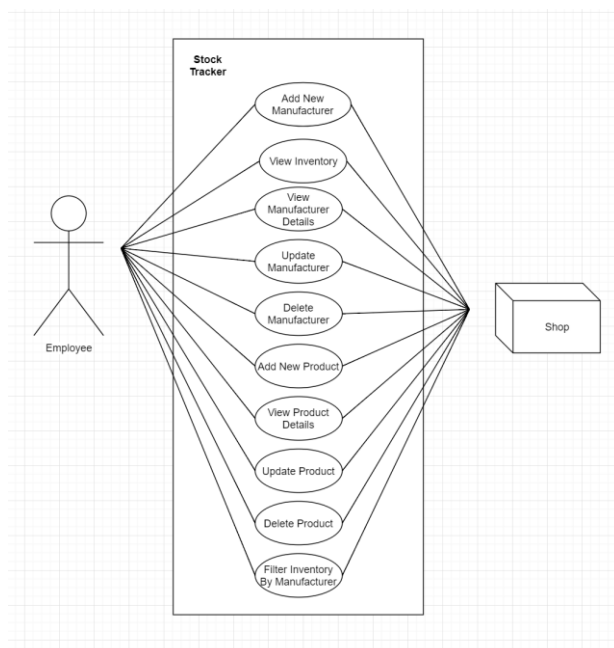 Stock
Tracker
Add New
Manufacturer
View Inventory
View
Manufacturer
Details
Update
Manufacturer
Delete
Manufacturer
Employee
Shop
Add New Product
View Product
Details
Update Product
Delete Product
Filter Inventory
By Manufacturer